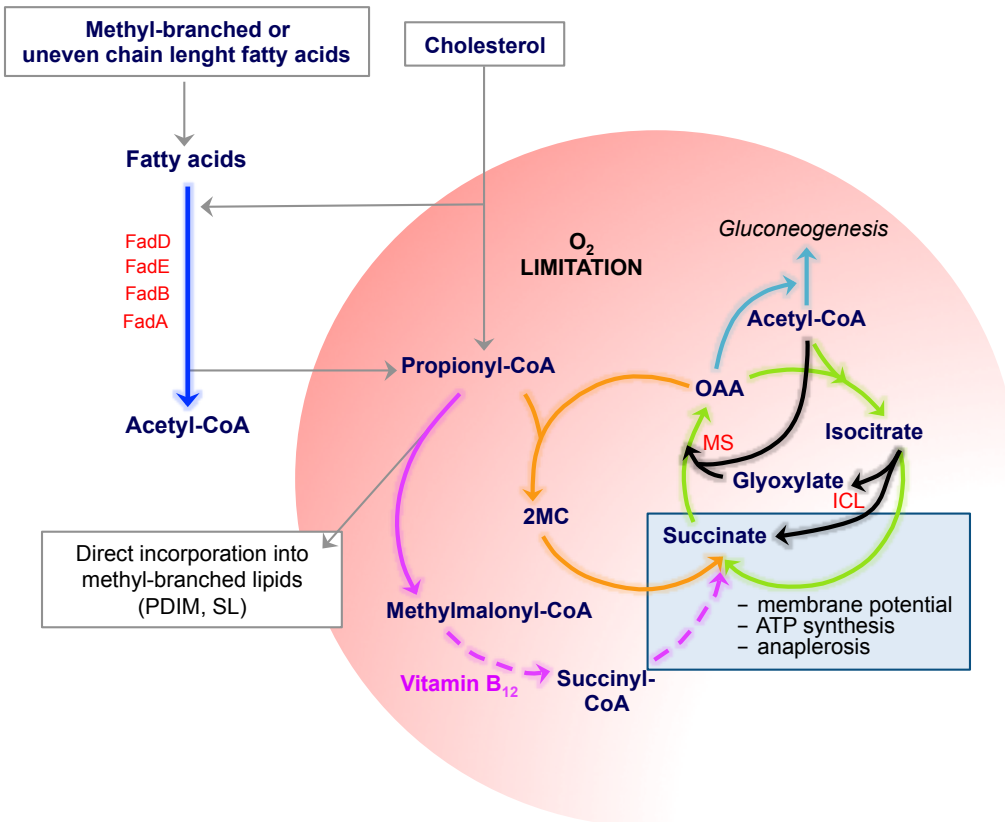 Methyl-branched or
uneven chain lenght fatty acids
Cholesterol
Fatty acids
FadD
FadE
FadB
FadA
Acetyl-CoA
O₂
LIMITATION
Gluconeogenesis
Acetyl-CoA
Propionyl-CoA
OAA
Isocitrate
MS
Glyoxylate
ICL
2MC
Succinate
Direct incorporation into
methyl-branched lipids
(PDIM, SL)
Methylmalonyl-CoA
– membrane potential
– ATP synthesis
– anaplerosis
Vitamin B₁₂
Succinyl-
CoA